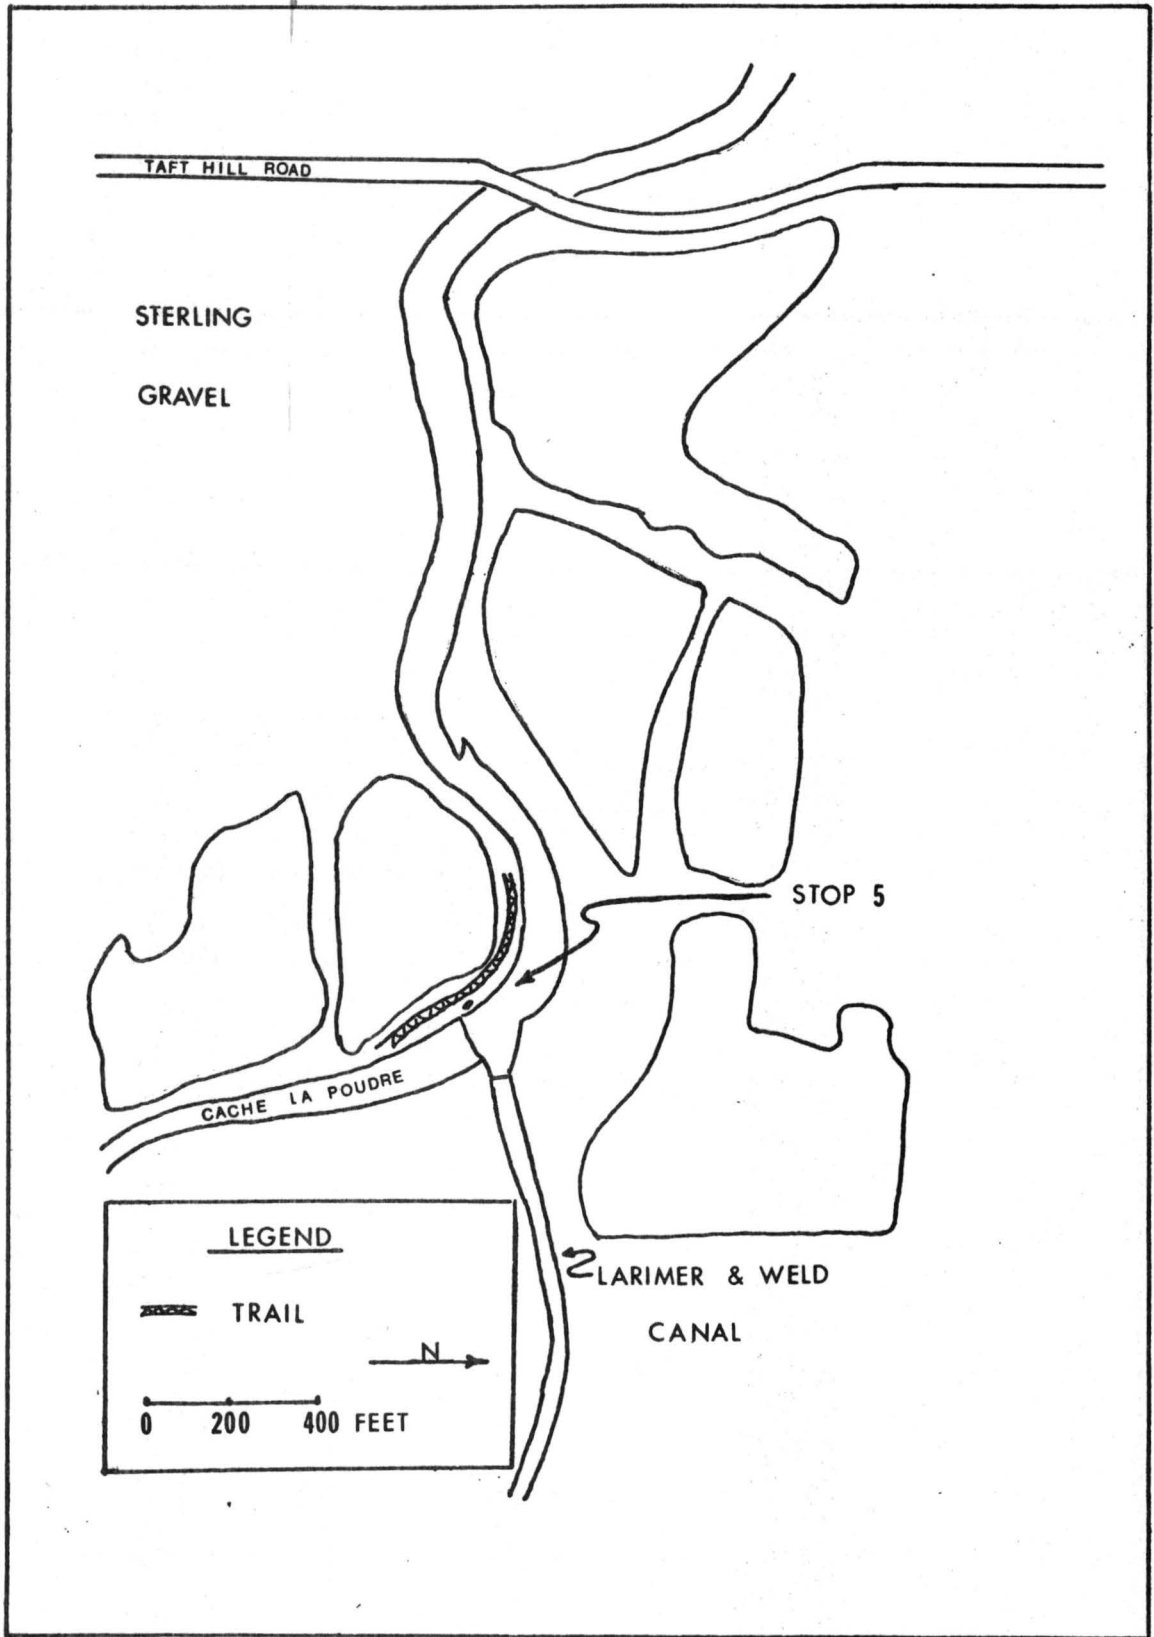 TAFT HILL ROAD
STERLING
GRAVEL
STOP 5
CACHE LA POUDRE
LEGEND
TRAIL
N
0 200 400 FEET
LARIMER & WELD
CANAL